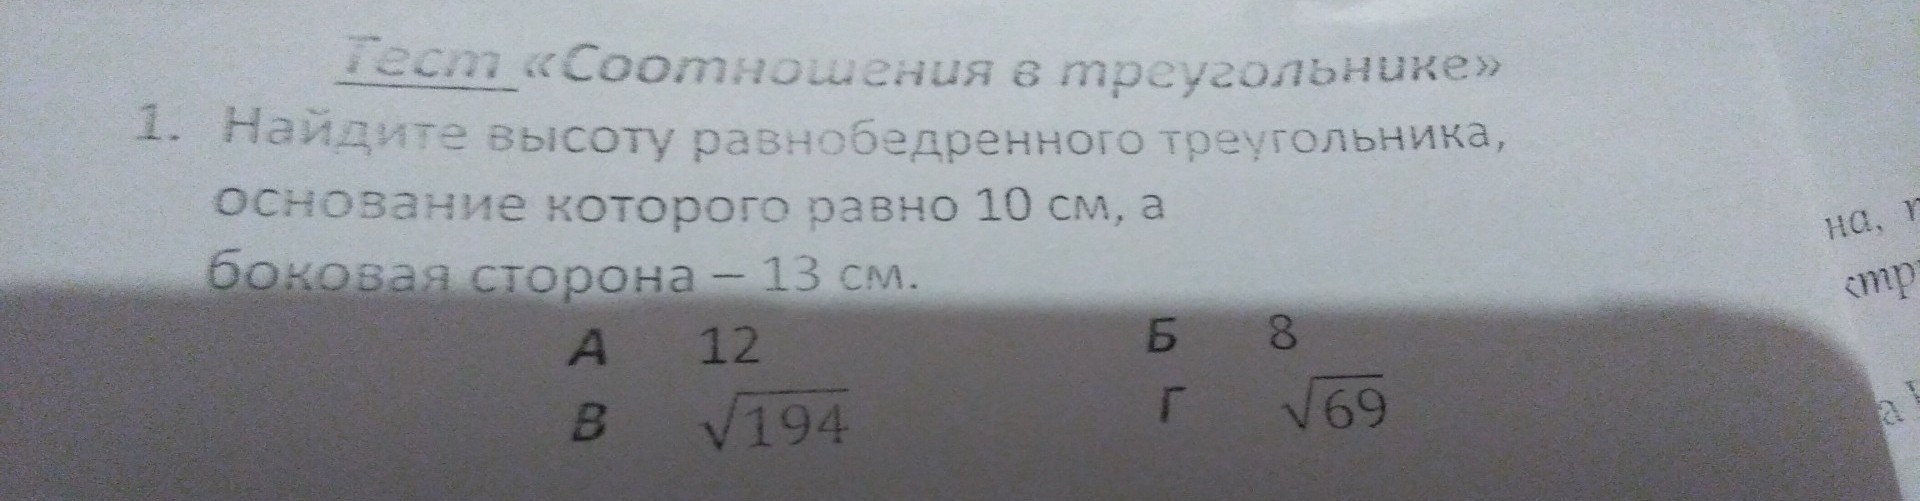 Тест «Соотношения в треугольнике»
1. Найдите высоту равнобедренного треугольника,
основание которого равно 10 см, а
боковая сторона – 13 см.
А 12 Б 8
В √194 Г √69
на,